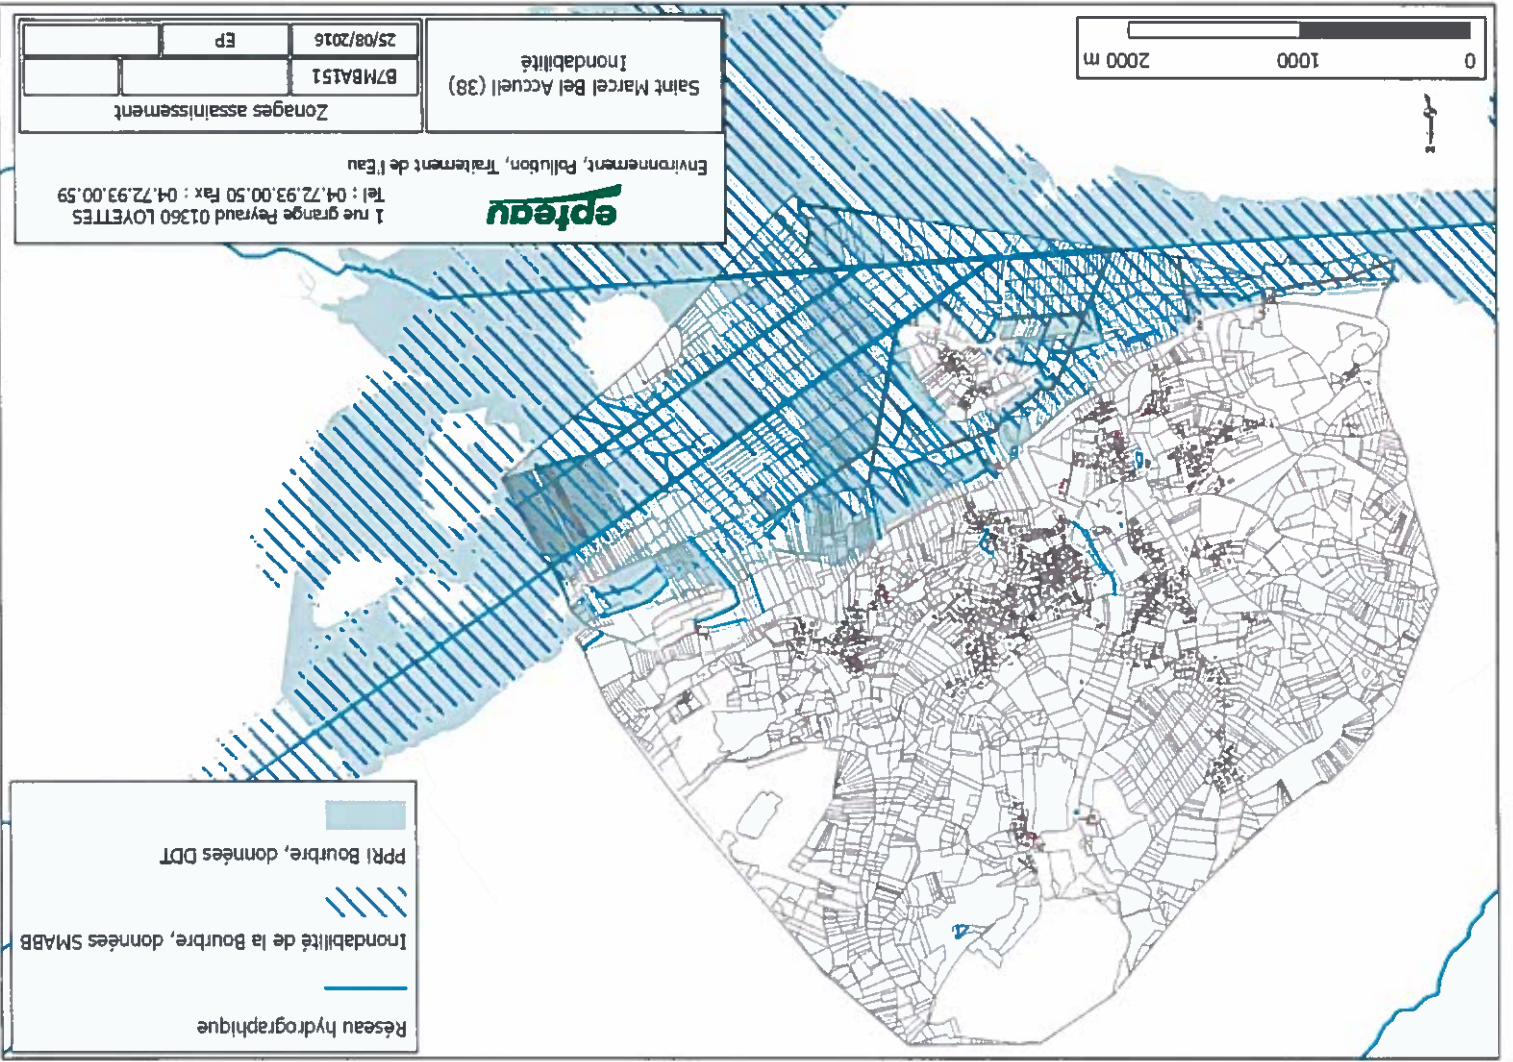 Réseau hydrographique
Inondabilité de la Bourbre, données SMABB
PPRI Bourbre, données DDT
N
0 1000 2000 m
epteau
1 rue grange Peyraud 01360 LOYETTES
Tel : 04.72.93.00.50 Fax : 04.72.93.00.59
Environnement, Pollution, Traitement de l'Eau
Saint Marcel Bel Accueil (38)
Inondabilité
Zonages assainissement
B7MBA151
25/08/2016 EP